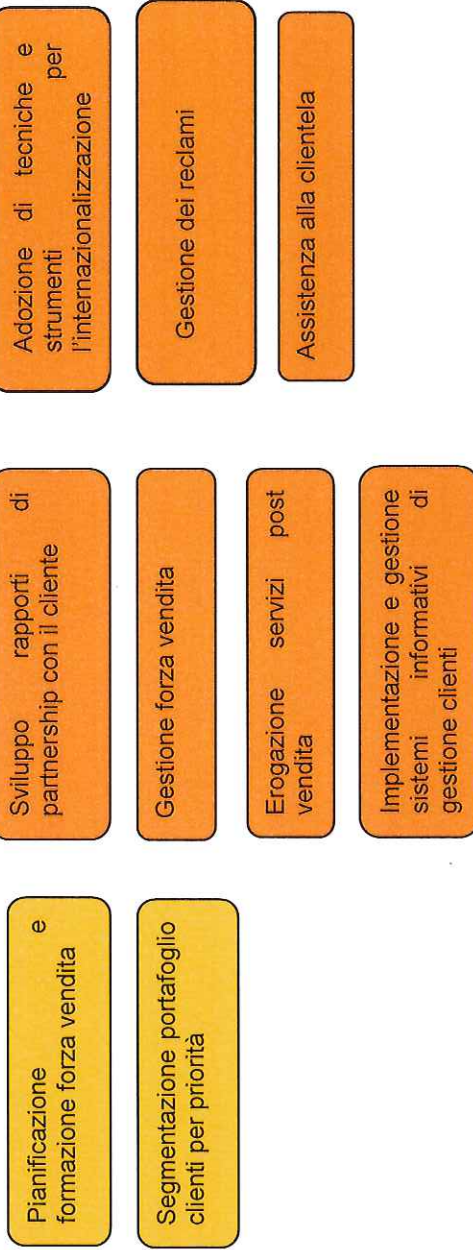 Pianificazione e
formazione forza vendita
Segmentazione portafoglio
clienti per priorità
Sviluppo rapporti di
partnership con il cliente
Gestione forza vendita
Erogazione servizi post
vendita
Implementazione e gestione
sistemi informativi di
gestione clienti
Adozione di tecniche e
strumenti per
l'internazionalizzazione
Gestione dei reclami
Assistenza alla clientela